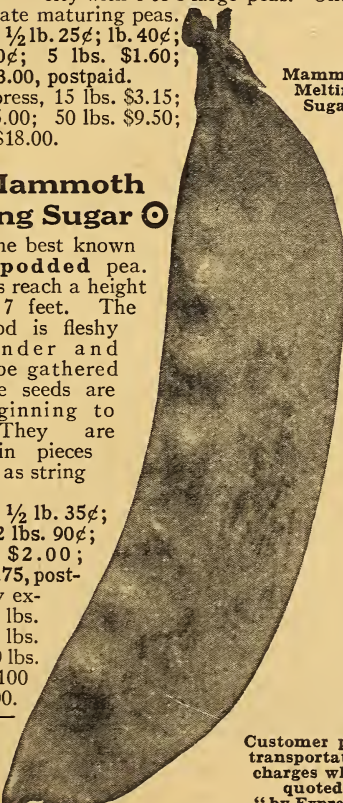 ate maturing peas.
½ lb. 25¢; lb. 40¢;
0¢; 5 lbs. $1.60;
3.00, postpaid.
press, 15 lbs. $3.15;
.00; 50 lbs. $9.50;
$18.00.
Mamm
Melti
Suga
Mammoth
ng Sugar
he best known
podded pea.
s reach a height
7 feet. The
od is fleshy
nder and
be gathered
e seeds are
ginning to
They are
in pieces
as string
½ lb. 35¢;
2 lbs. 90¢;
$2.00;
75, post-
y ex-
lbs.
lbs.
0 lbs.
100
00.
Customer p
transportat
charges wh
quoted
"by Expre